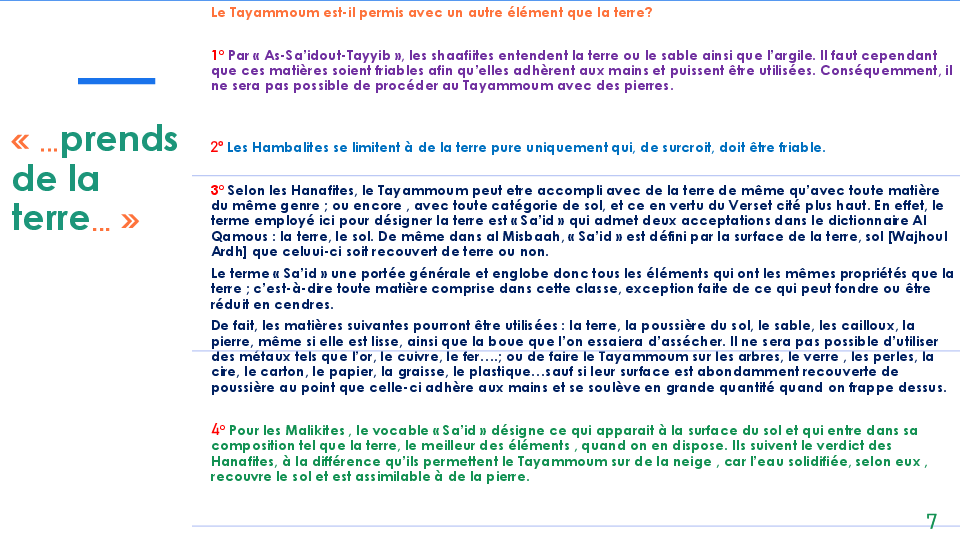 Le Tayammoum est-il permis avec un autre élément que la terre?
1° Par « As-Sa’idout-Tayyib », les shaafiites entendent la terre ou le sable ainsi que l’argile. Il faut cependant
que ces matières soient friables afin qu’elles adhèrent aux mains et puissent être utilisées. Conséquemment, il
ne sera pas possible de procéder au Tayammoum avec des pierres.
« ...prends
de la
terre... »
2° Les Hambalites se limitent à de la terre pure uniquement qui, de surcroit, doit être friable.
3° Selon les Hanafites, le Tayammoum peut etre accompli avec de la terre de même qu’avec toute matière
du même genre ; ou encore , avec toute catégorie de sol, et ce en vertu du Verset cité plus haut. En effet, le
terme employé ici pour désigner la terre est « Sa’id » qui admet deux acceptations dans le dictionnaire Al
Qamous : la terre, le sol. De même dans al Misbaah, « Sa’id » est défini par la surface de la terre, sol [Wajhoul
Ardh] que celuui-ci soit recouvert de terre ou non.
Le terme « Sa’id » une portée générale et englobe donc tous les éléments qui ont les mêmes propriétés que la
terre ; c’est-à-dire toute matière comprise dans cette classe, exception faite de ce qui peut fondre ou être
réduit en cendres.
De fait, les matières suivantes pourront être utilisées : la terre, la poussière du sol, le sable, les cailloux, la
pierre, même si elle est lisse, ainsi que la boue que l’on essaiera d’assécher. Il ne sera pas possible d’utiliser
des métaux tels que l’or, le cuivre, le fer….; ou de faire le Tayammoum sur les arbres, le verre , les perles, la
cire, le carton, le papier, la graisse, le plastique…sauf si leur surface est abondamment recouverte de
poussière au point que celle-ci adhère aux mains et se soulève en grande quantité quand on frappe dessus.
4° Pour les Malikites , le vocable « Sa’id » désigne ce qui apparait à la surface du sol et qui entre dans sa
composition tel que la terre, le meilleur des éléments , quand on en dispose. Ils suivent le verdict des
Hanafites, à la différence qu’ils permettent le Tayammoum sur de la neige , car l’eau solidifiée, selon eux ,
recouvre le sol et est assimilable à de la pierre.
7